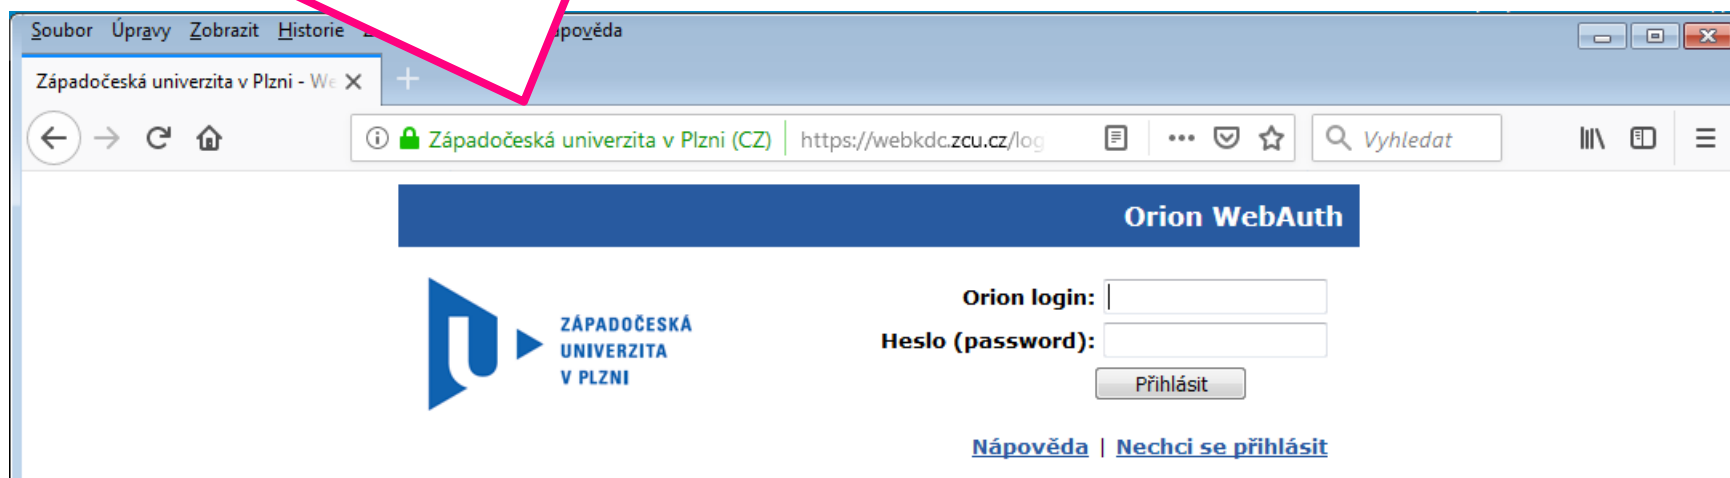 Soubor Úpravy Zobrazit Historie
Západočeská univerzita v Plzni - We
Západočeská univerzita v Plzni (CZ) https://webkdc.zcu.cz/log Vyhledat
Orion WebAuth
Orion login:
ZÁPADOČESKÁ
UNIVERZITA
V PLZNI
Heslo (password):
Přihlásit
Nápověda | Nechci se přihlásit